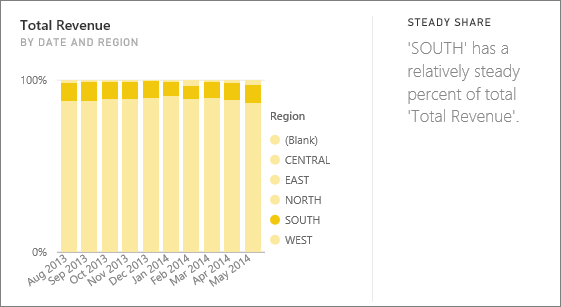 Total Revenue
BY DATE AND REGION
100%
0%
Aug 2013
Sep 2013
Oct 2013
Nov 2013
Dec 2013
Jan 2014
Feb 2014
Mar 2014
Apr 2014
May 2014
Region
(Blank)
CENTRAL
EAST
NORTH
SOUTH
WEST
STEADY SHARE
'SOUTH' has a
relatively steady
percent of total
'Total Revenue'.